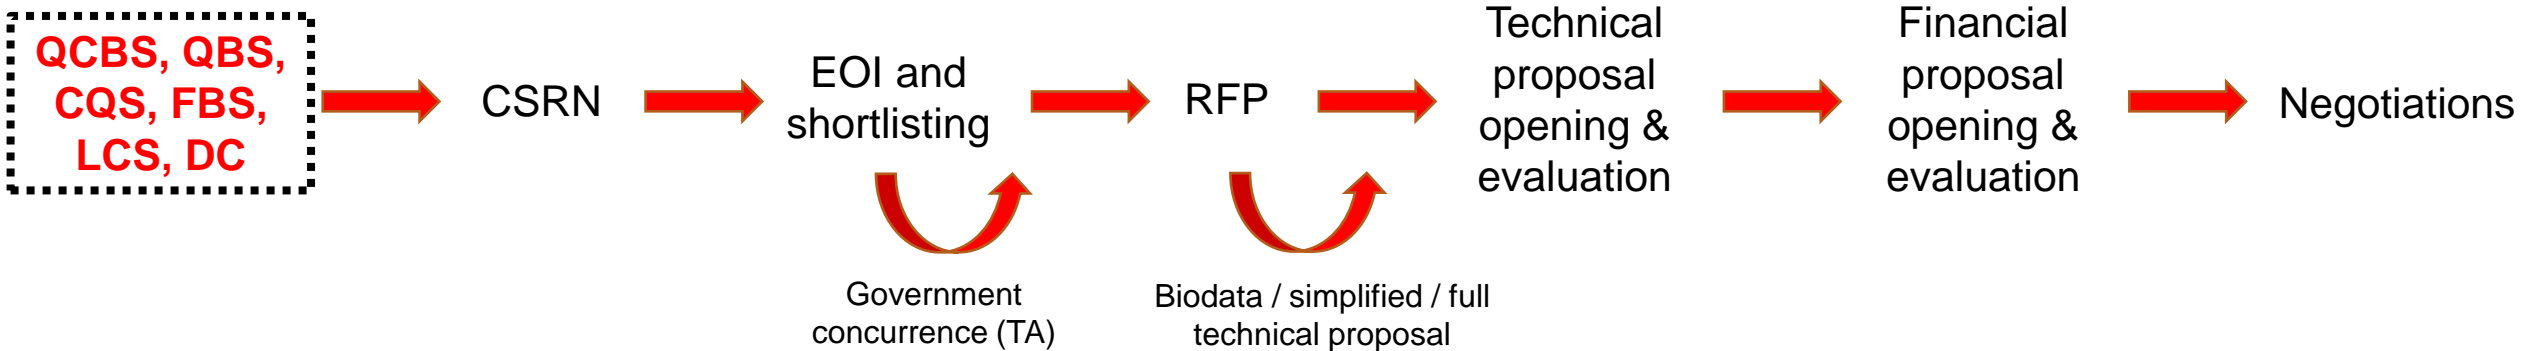 QCBS, QBS,
CQS, FBS,
LCS, DC
CSRN
EOI and
shortlisting
RFP
Technical
proposal
opening &
evaluation
Financial
proposal
opening &
evaluation
Negotiations
Government
concurrence (TA)
Biodata / simplified / full
technical proposal